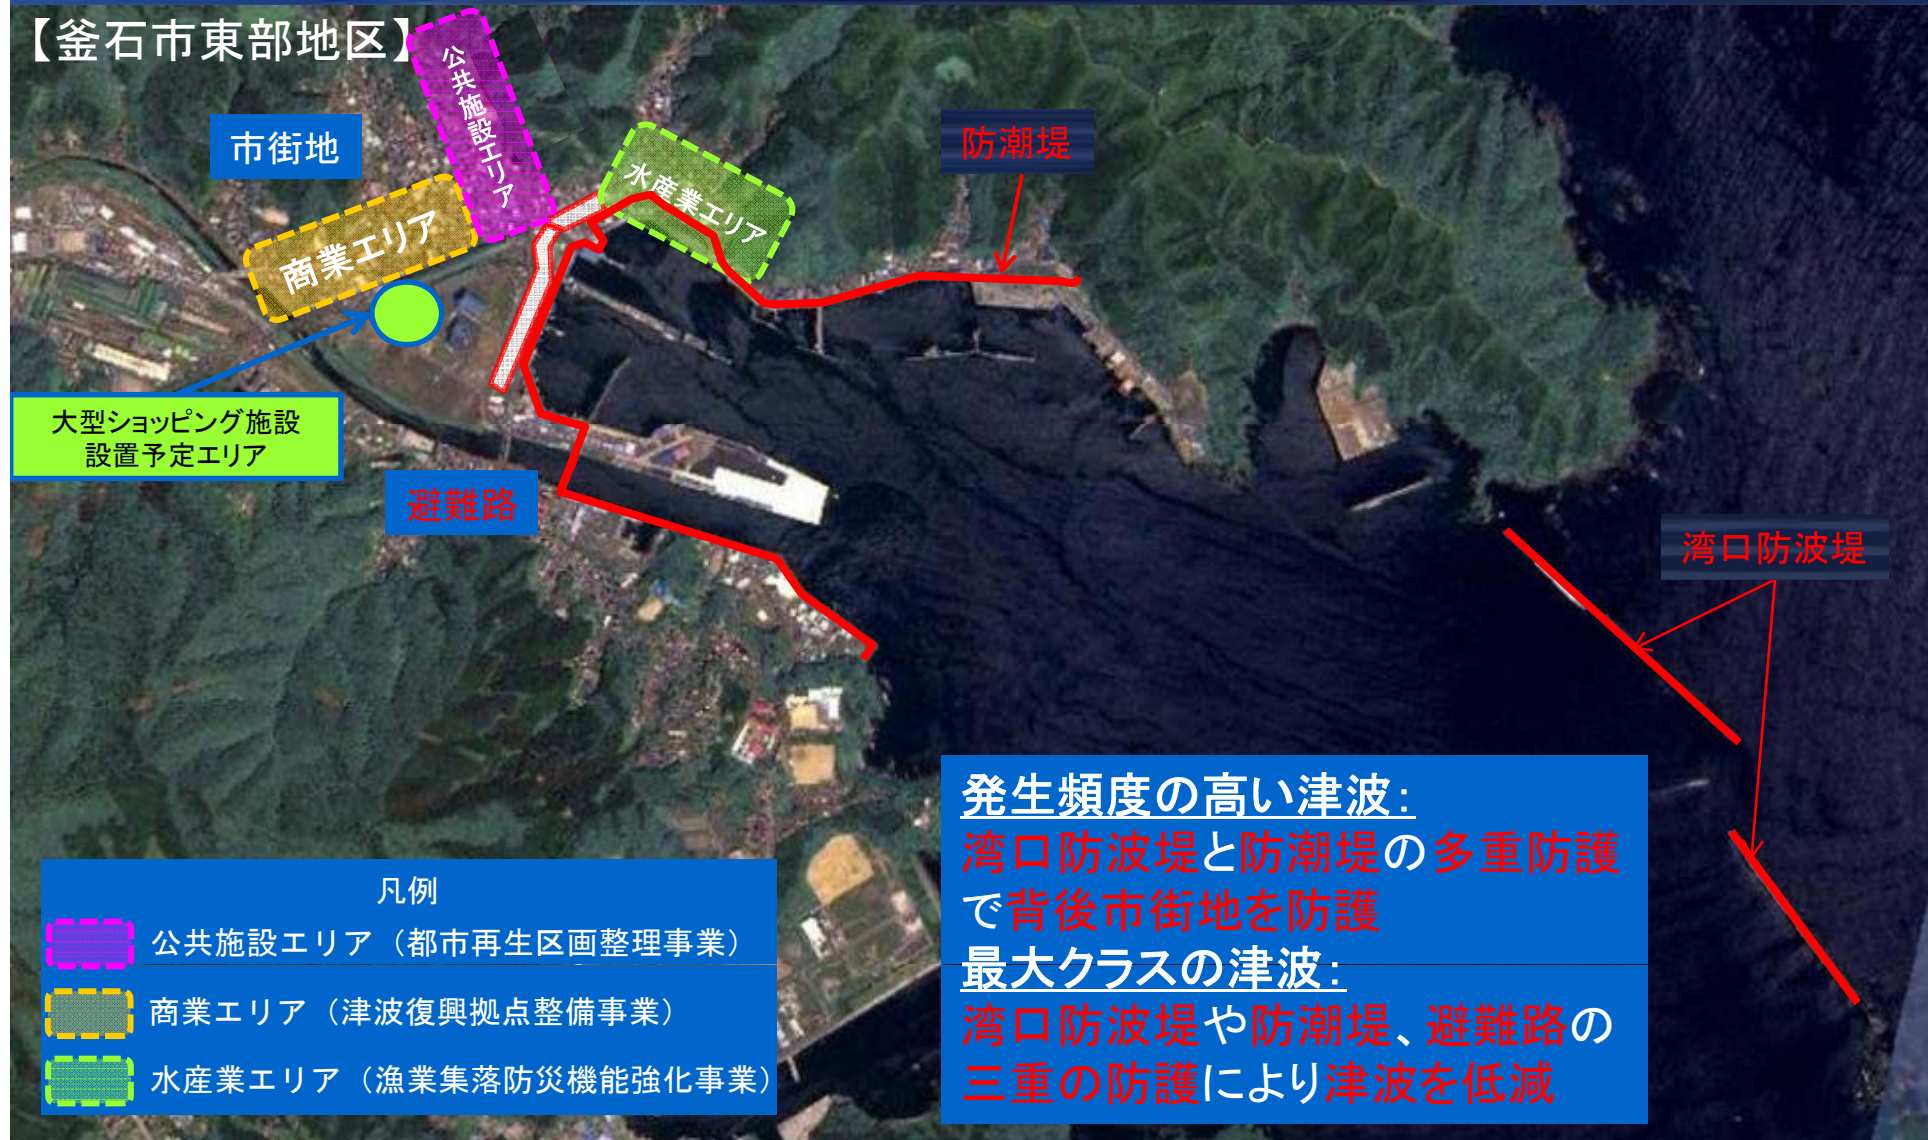 【釜石市東部地区】
公共施設エリア
市街地
水産業エリア
防潮堤
商業エリア
大型ショッピング施設
設置予定エリア
避難路
湾口防波堤
発生頻度の高い津波:
湾口防波堤と防潮堤の多重防護
で背後市街地を防護
最大クラスの津波:
湾口防波堤や防潮堤、避難路の
三重の防護により津波を低減
凡例
公共施設エリア（都市再生区画整理事業）
商業エリア（津波復興拠点整備事業）
水産業エリア（漁業集落防災機能強化事業）